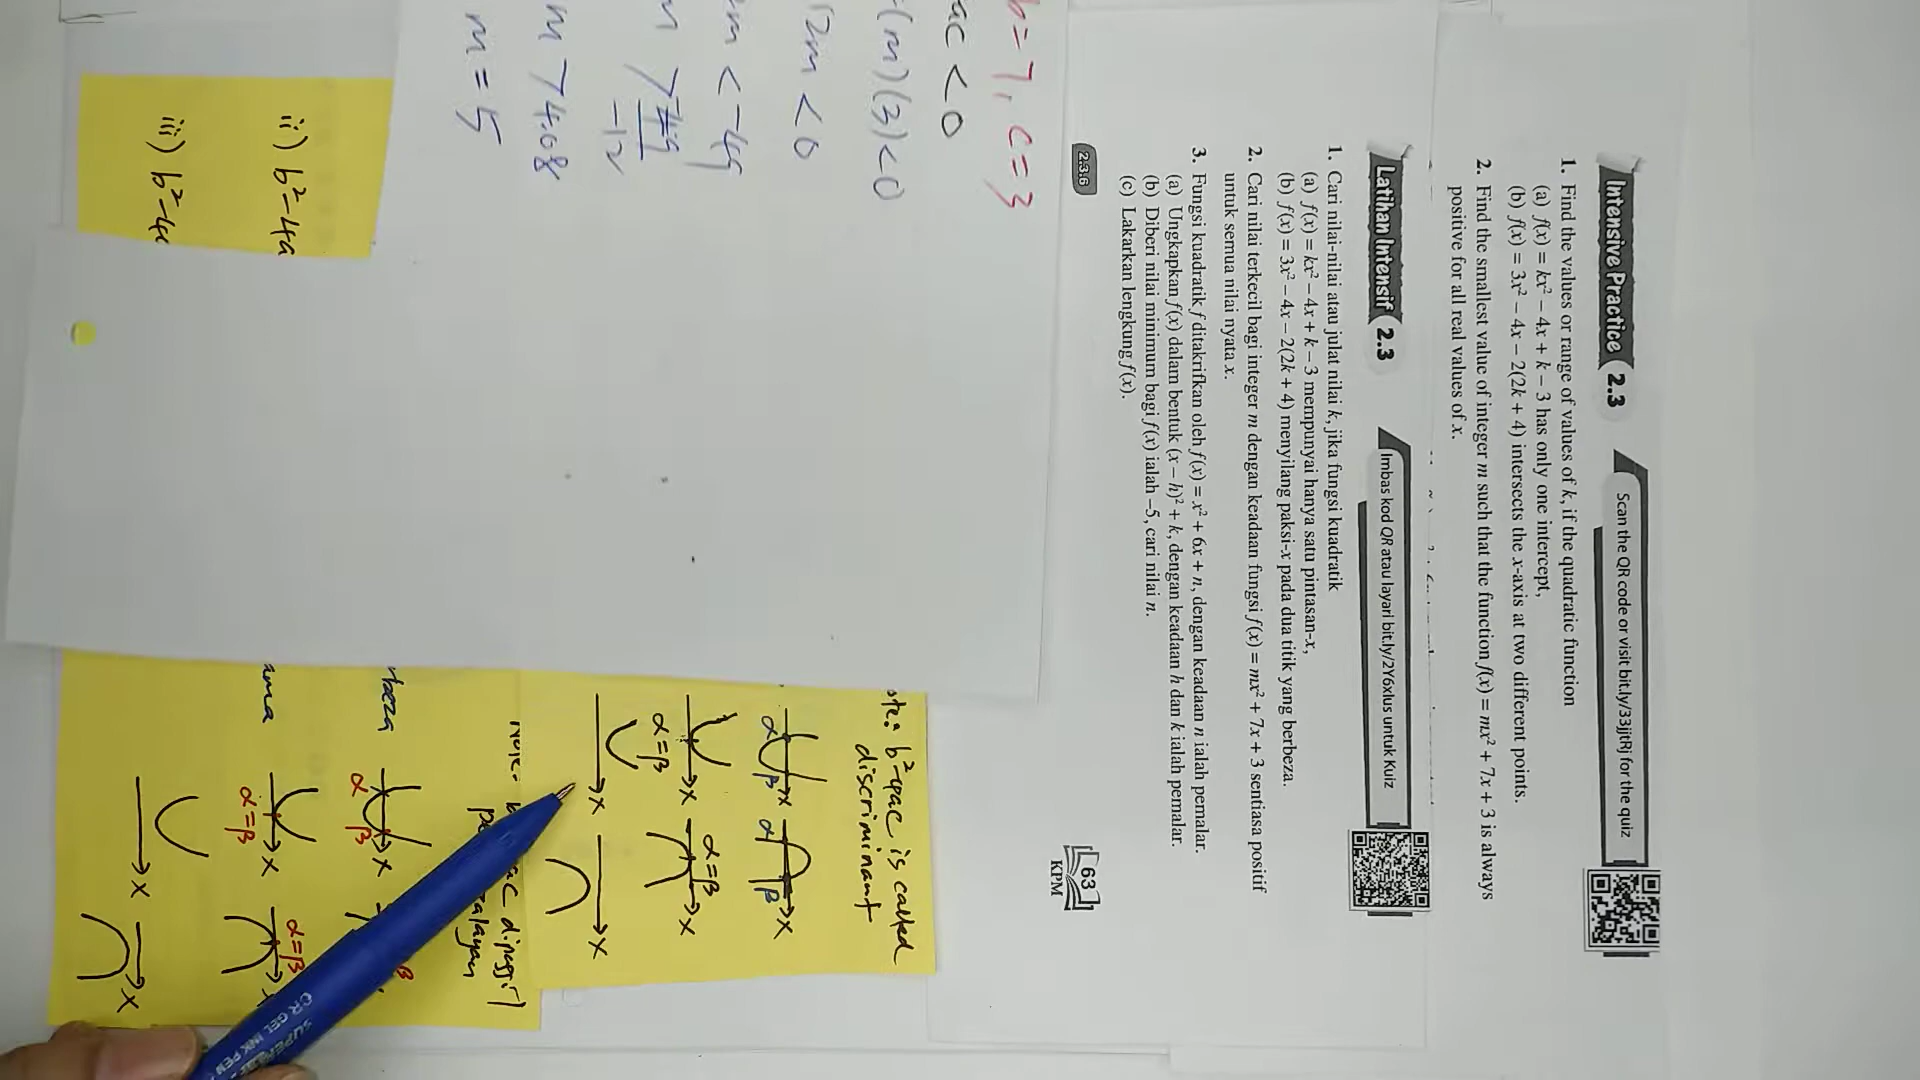 Intensive Practice 2.3
Scan the QR code or visit bit.ly/33jjtRj for the quiz
1. Find the values or range of values of k, if the quadratic function
(a) f(x) = kx² – 4x + k – 3 has only one intercept,
(b) f(x) = 3x² – 4x – 2(2k + 4) intersects the x-axis at two different points.
2. Find the smallest value of integer m such that the function f(x) = mx² + 7x + 3 is always
positive for all real values of x.
Latihan Intensif 2.3
Imbas kod QR atau layari bit.ly/2Y6xlus untuk Kuiz
1. Cari nilai-nilai atau julat nilai k, jika fungsi kuadratik
(a) f(x) = kx² – 4x + k – 3 mempunyai hanya satu pintasan-x,
(b) f(x) = 3x² – 4x – 2(2k + 4) menyilang paksi-x pada dua titik yang berbeza.
2. Cari nilai terkecil bagi integer m dengan keadaan fungsi f(x) = mx² + 7x + 3 sentiasa positif
untuk semua nilai nyata x.
3. Fungsi kuadratik f ditakrifkan oleh f(x) = x² + 6x + n, dengan keadaan n ialah pemalar.
(a) Ungkapkan f(x) dalam bentuk (x – h)² + k, dengan keadaan h dan k ialah pemalar.
(b) Diberi nilai minimum bagi f(x) ialah –5, cari nilai n.
(c) Lakarkan lengkung f(x).
2.3.6
63
KPM
b = 7, c = 3
ac < 0
(m)(3) < 0
12m < 0
m < -49
m > -49
-12
m > 4.08
m = 5
ii) b²-4a
iii) b²-4
ote: b²-4ac is called
discriminant
α β x α β x
α=β x α=β x
x x
dipanggil
beza
α β x β
ama
α=β x α=β
x x